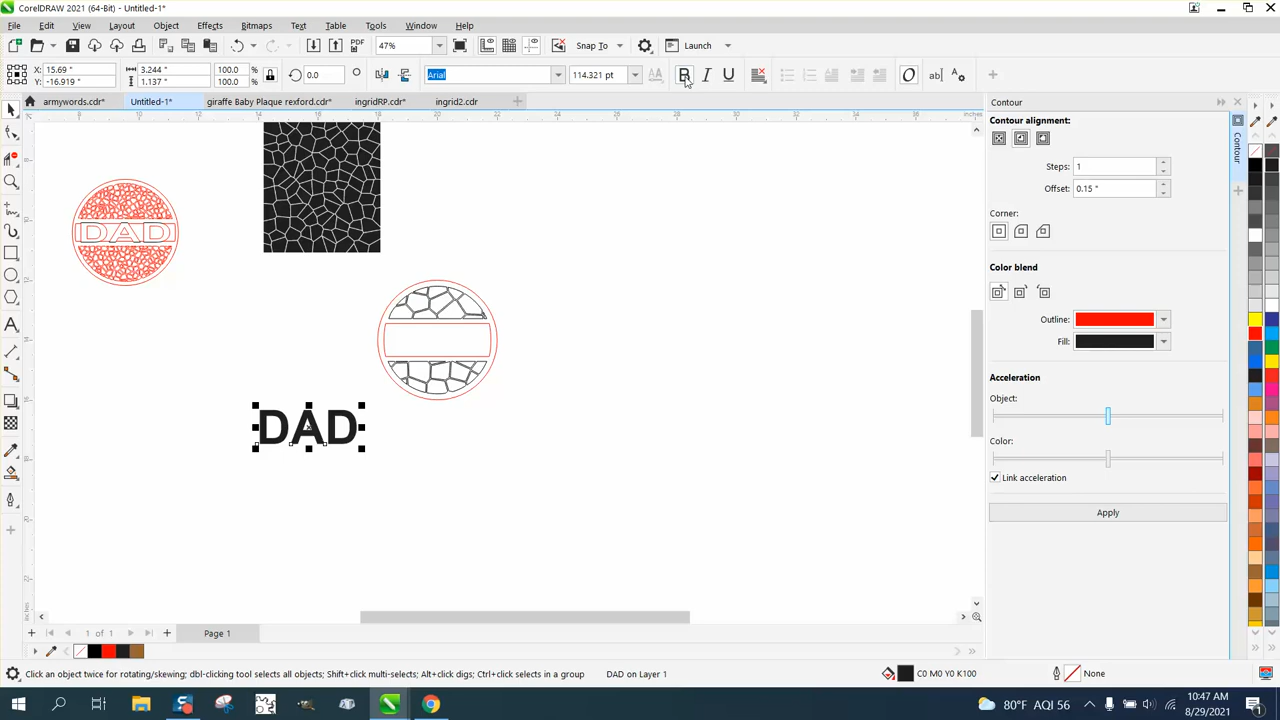 CorelDRAW 2021 (64-Bit) - Untitled-1*
File Edit View Layout Object Effects Bitmaps Text Table Tools Window Help
47% PDF Snap To Launch
X: 15.69 " 3.244 " 100.0 % 0.0 Arial 114.321 pt B I U O ab
Y: -16.919 " 1.137 " 100.0 %
armywords.cdr* Untitled-1* giraffe Baby Plaque rexford.cdr* ingridRP.cdr* ingrid2.cdr
Contour
Contour alignment:
Steps: 1
Offset: 0.15 "
Corner:
Color blend
Outline:
Fill:
Acceleration
Object:
Color:
Link acceleration
Apply
Contour
inches
DAD
DAD
1 of 1 Page 1
Click an object twice for rotating/skewing; dbl-clicking tool selects all objects; Shift+click multi-selects; Alt+click digs; Ctrl+click selects in a group DAD on Layer 1 C0 M0 Y0 K100 None
80°F AQI 56 10:47 AM
8/29/2021